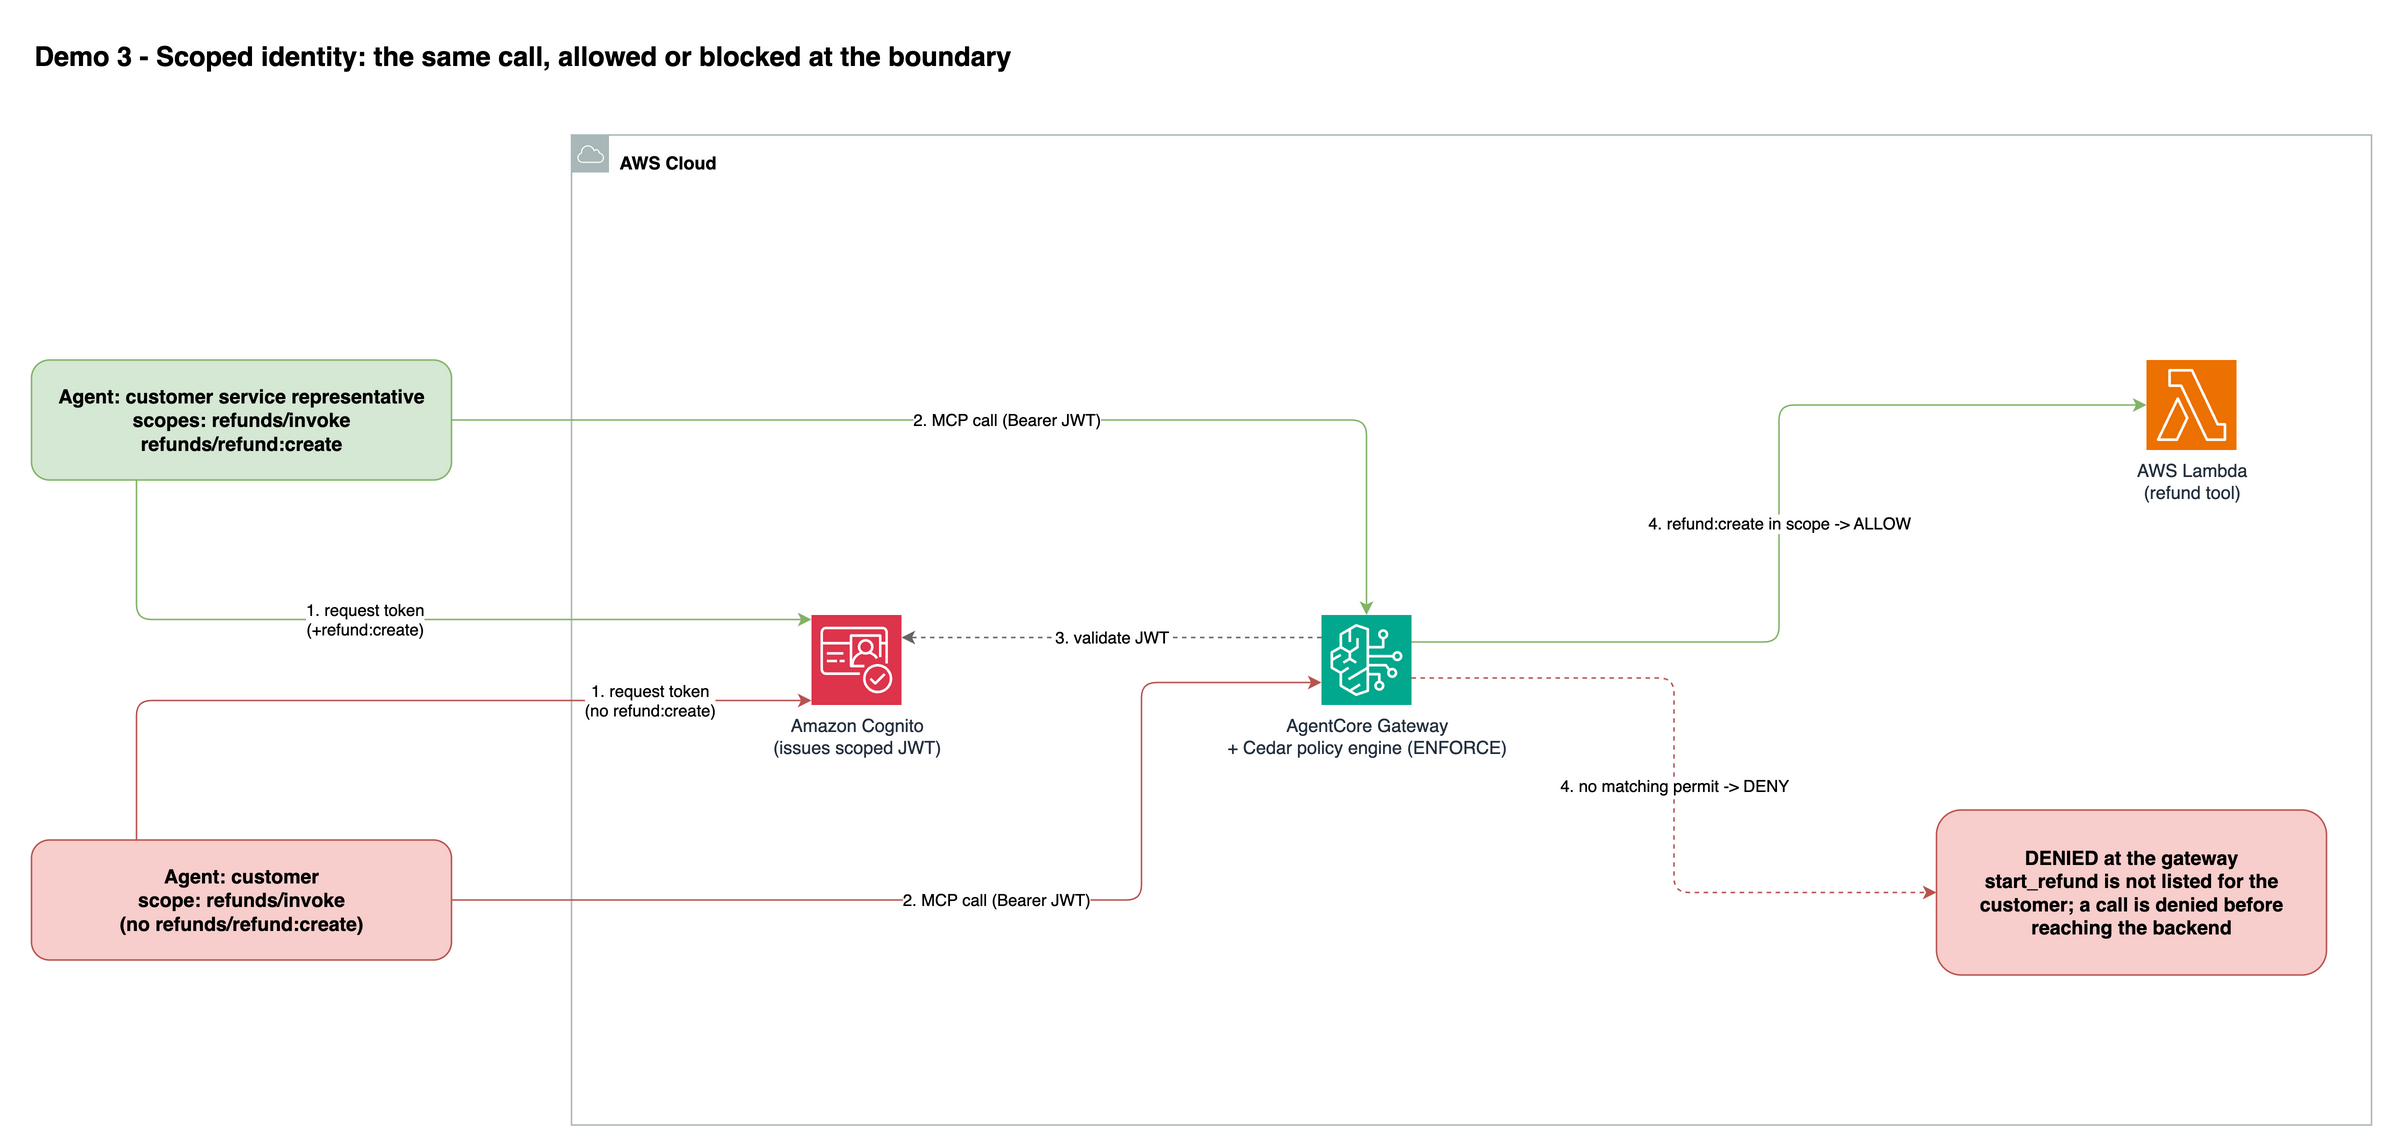 Demo 3 - Scoped identity: the same call, allowed or blocked at the boundary
AWS Cloud
Agent: customer service representative
scopes: refunds/invoke
refunds/refund:create
2. MCP call (Bearer JWT)
AWS Lambda
(refund tool)
4. refund:create in scope -> ALLOW
1. request token
(+refund:create)
3. validate JWT
1. request token
(no refund:create)
Amazon Cognito
(issues scoped JWT)
AgentCore Gateway
+ Cedar policy engine (ENFORCE)
4. no matching permit -> DENY
Agent: customer
scope: refunds/invoke
(no refunds/refund:create)
2. MCP call (Bearer JWT)
DENIED at the gateway
start_refund is not listed for the
customer; a call is denied before
reaching the backend